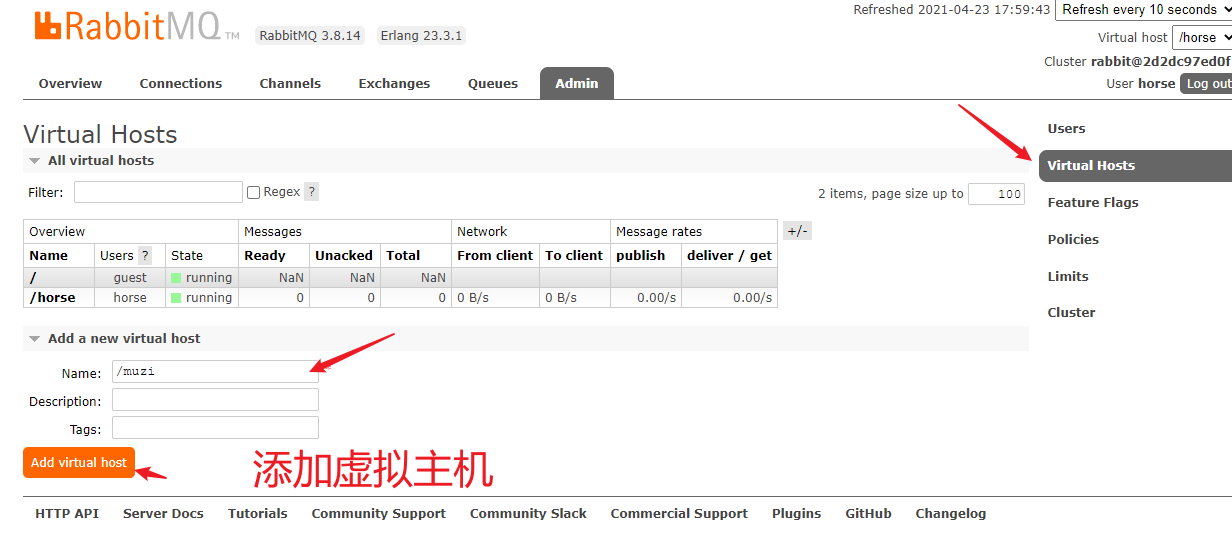 RabbitMQ TM RabbitMQ 3.8.14 Erlang 23.3.1
Refreshed 2021-04-23 17:59:43 Refresh every 10 seconds
Virtual host /horse
Cluster rabbit@2d2dc97ed0f
User horse Log out
Overview Connections Channels Exchanges Queues Admin
Virtual Hosts
All virtual hosts
Filter: Regex ? 2 items, page size up to 100
Overview Messages Network Message rates +/-
Name Users ? State Ready Unacked Total From client To client publish deliver / get
/ guest running NaN NaN NaN
/horse horse running 0 0 0 0 B/s 0 B/s 0.00/s 0.00/s
Add a new virtual host
Name: /muzi
Description:
Tags:
Add virtual host
添加虚拟主机
Users
Virtual Hosts
Feature Flags
Policies
Limits
Cluster
HTTP API Server Docs Tutorials Community Support Community Slack Commercial Support Plugins GitHub Changelog